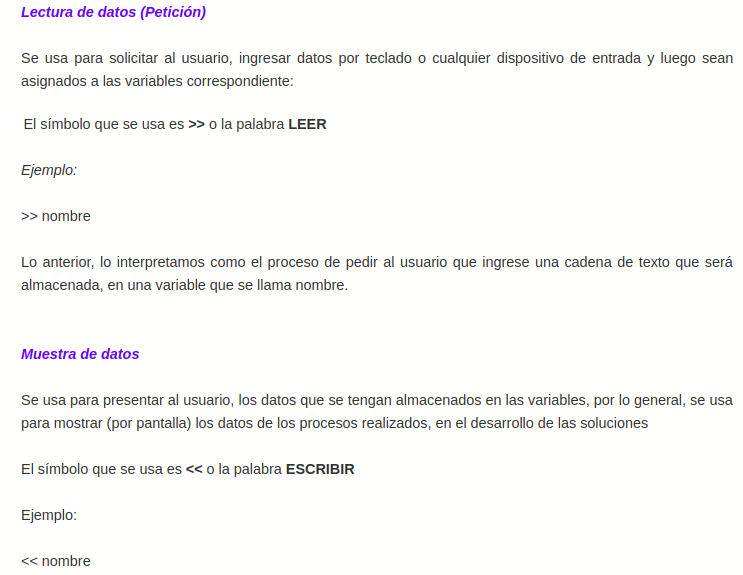 Lectura de datos (Petición)
Se usa para solicitar al usuario, ingresar datos por teclado o cualquier dispositivo de entrada y luego sean
asignados a las variables correspondiente:
El símbolo que se usa es >> o la palabra LEER
Ejemplo:
>> nombre
Lo anterior, lo interpretamos como el proceso de pedir al usuario que ingrese una cadena de texto que será
almacenada, en una variable que se llama nombre.
Muestra de datos
Se usa para presentar al usuario, los datos que se tengan almacenados en las variables, por lo general, se usa
para mostrar (por pantalla) los datos de los procesos realizados, en el desarrollo de las soluciones
El símbolo que se usa es << o la palabra ESCRIBIR
Ejemplo:
<< nombre